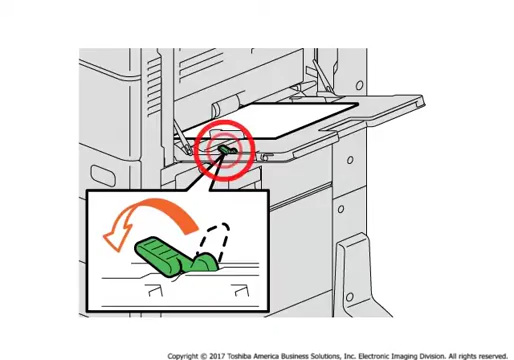 Copyright © 2017 Toshiba America Business Solutions, Inc. Electronic Imaging Division. All rights reserved.